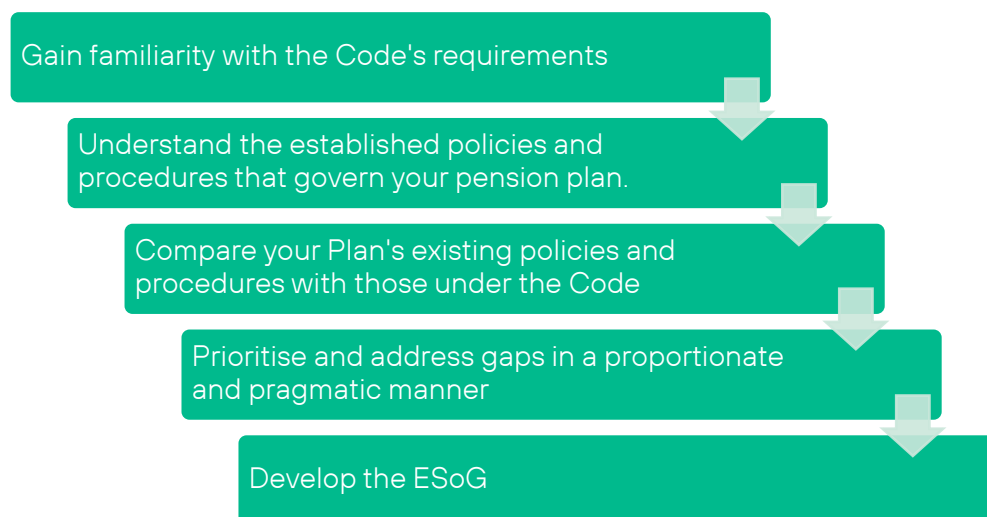 Gain familiarity with the Code's requirements
Understand the established policies and
procedures that govern your pension plan.
Compare your Plan's existing policies and
procedures with those under the Code
Prioritise and address gaps in a proportionate
and pragmatic manner
Develop the ESoG